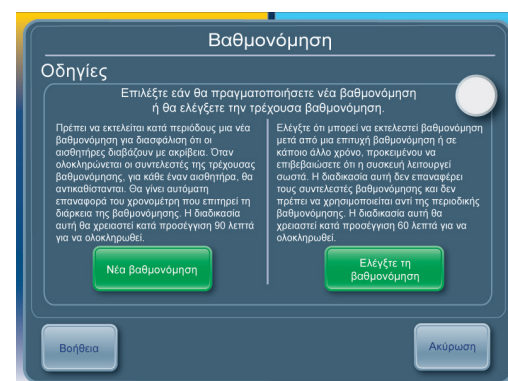 Βαθμονόμηση
Οδηγίες
Επιλέξτε εάν θα πραγματοποιήσετε νέα βαθμονόμηση
ή θα ελέγξετε την τρέχουσα βαθμονόμηση.
Πρέπει να εκτελείται κατά περιόδους μια νέα
βαθμονόμηση για διασφάλιση ότι οι
αισθητήρες διαβάζουν με ακρίβεια. Όταν
ολοκληρώνεται οι συντελεστές της τρέχουσας
βαθμονόμησης, για κάθε έναν αισθητήρα, θα
αντικαθίστανται. Θα γίνει αυτόματη
επαναφορά του χρονομέτρου που επιτηρεί τη
διάρκεια της βαθμονόμησης. Η διαδικασία
αυτή θα χρειαστεί κατά προσέγγιση 90 λεπτά
για να ολοκληρωθεί.
Νέα βαθμονόμηση
Ελέγξτε ότι μπορεί να εκτελεστεί βαθμονόμηση
μετά από μια επιτυχή βαθμονόμηση ή σε
κάποιο άλλο χρόνο, προκειμένου να
επιβεβαιώσετε ότι η συσκευή λειτουργεί
σωστά. Η διαδικασία αυτή δεν επαναφέρει
τους συντελεστές βαθμονόμησης και δεν
πρέπει να χρησιμοποιείται αντί της περιοδικής
βαθμονόμησης. Η διαδικασία αυτή θα
χρειαστεί κατά προσέγγιση 60 λεπτά για να
ολοκληρωθεί.
Ελέγξτε τη
βαθμονόμηση
Βοήθεια
Ακύρωση